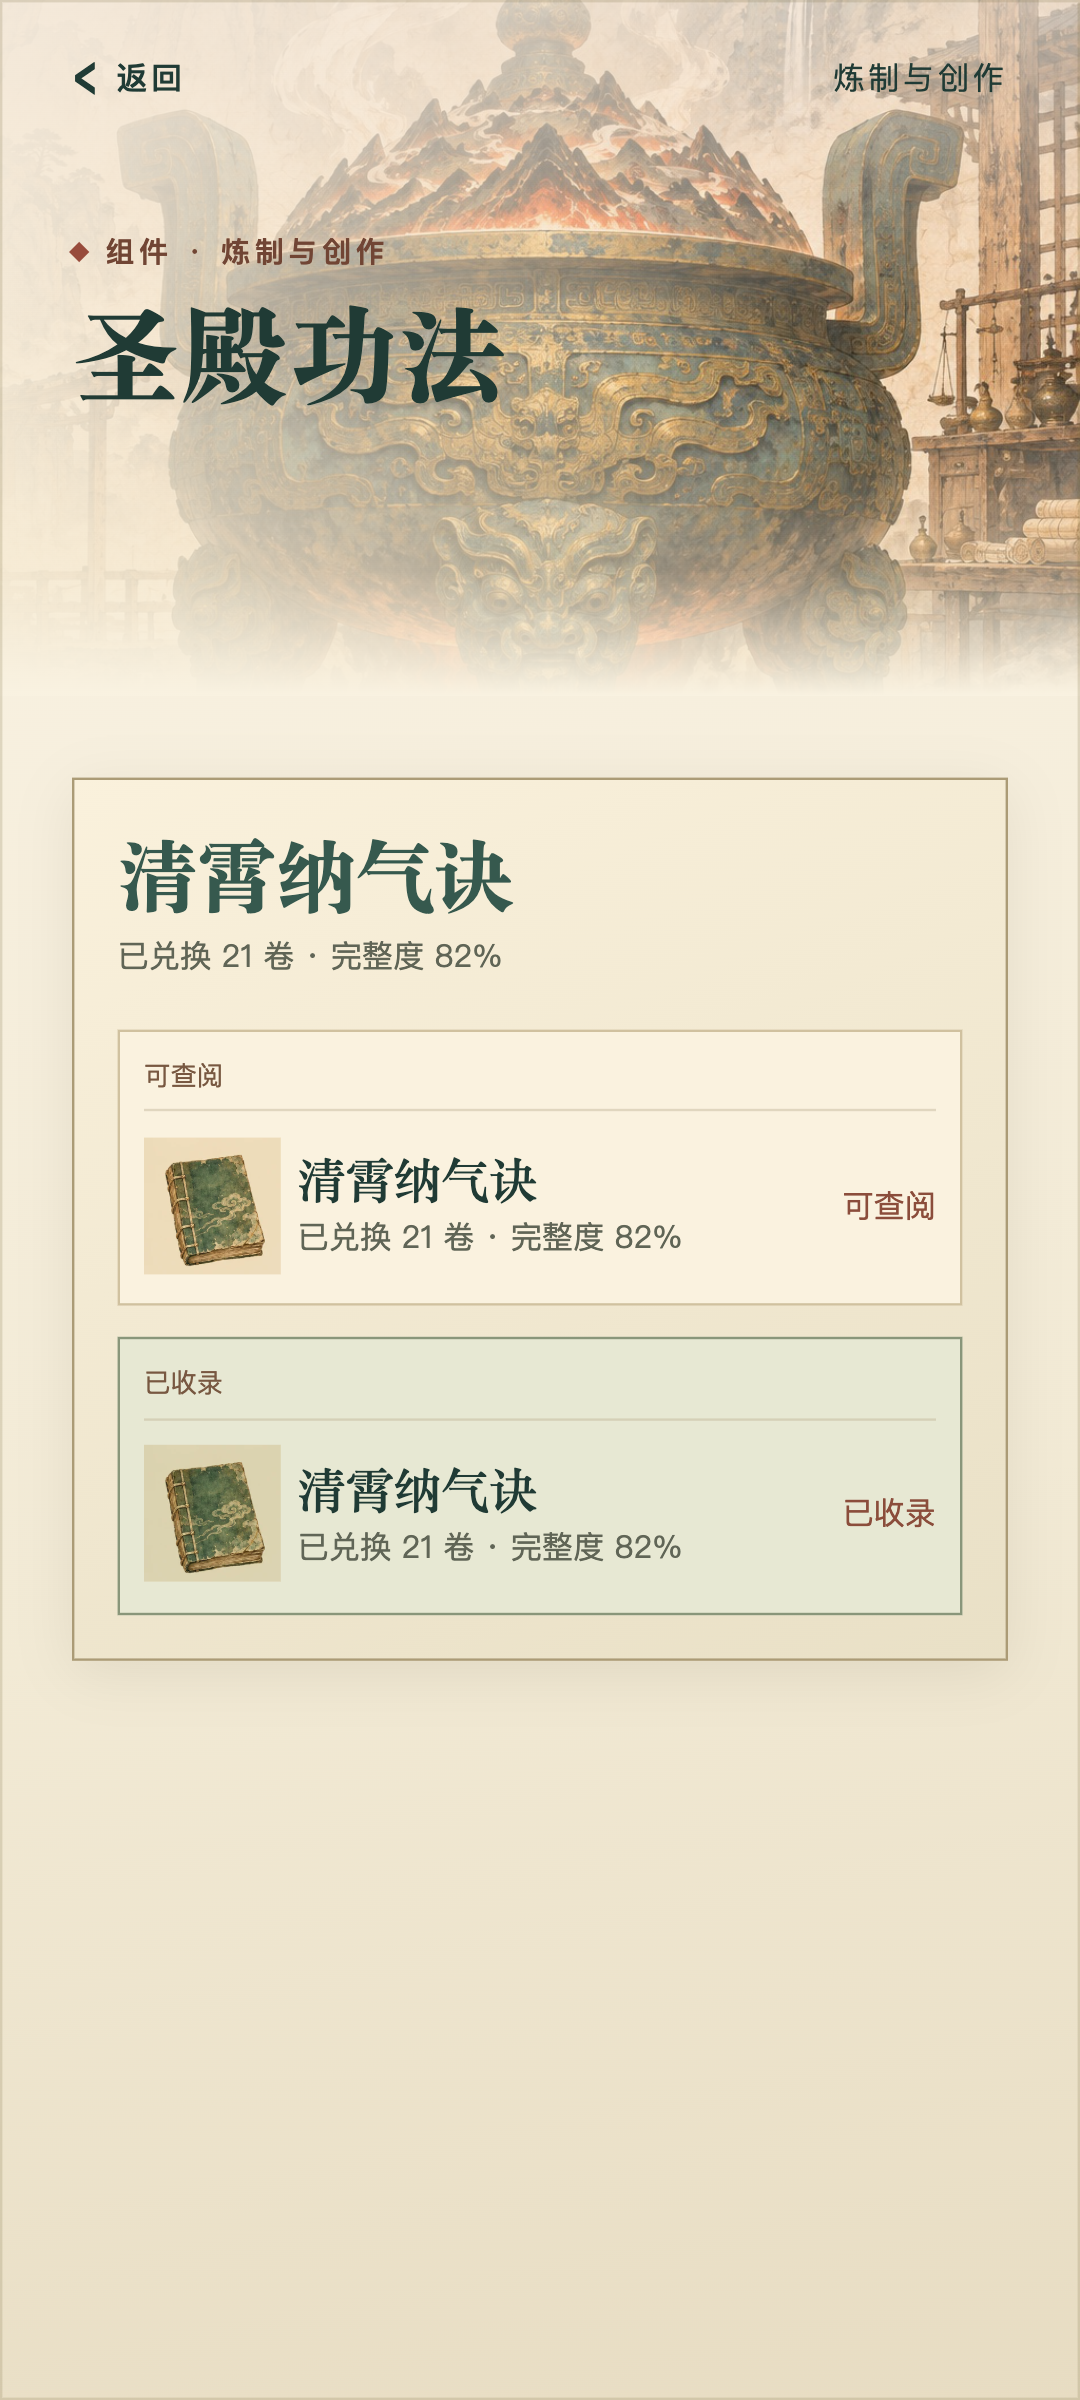 返回
炼制与创作
组件 · 炼制与创作
圣殿功法
清霄纳气诀
已兑换 21 卷 · 完整度 82%
可查阅
清霄纳气诀
已兑换 21 卷 · 完整度 82%
可查阅
已收录
清霄纳气诀
已兑换 21 卷 · 完整度 82%
已收录